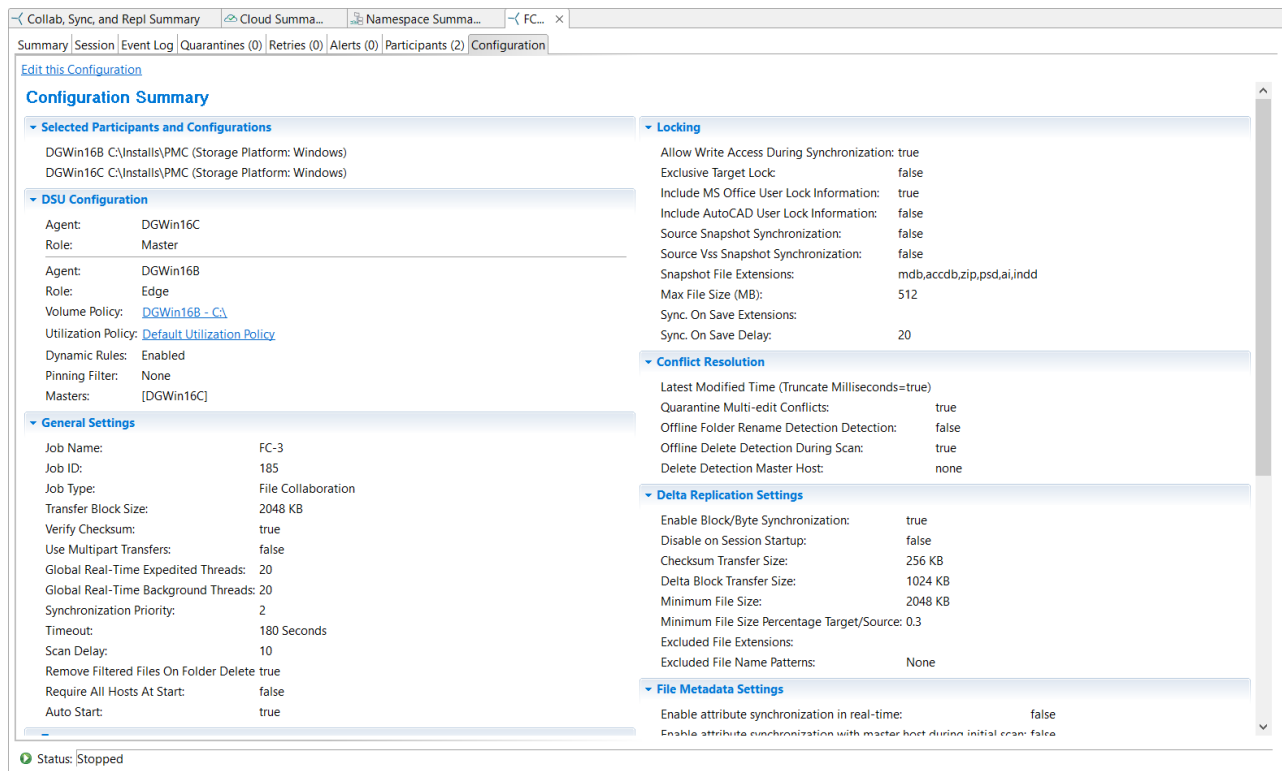 Collab, Sync, and Repl Summary
Cloud Summa...
Namespace Summa...
FC...
Summary Session Event Log Quarantines (0) Retries (0) Alerts (0) Participants (2) Configuration
Edit this Configuration
Configuration Summary
Selected Participants and Configurations
DGWin16B C:\Installs\PMC (Storage Platform: Windows)
DGWin16C C:\Installs\PMC (Storage Platform: Windows)
DSU Configuration
Agent: DGWin16C
Role: Master
Agent: DGWin16B
Role: Edge
Volume Policy: DGWin16B - C:\
Utilization Policy: Default Utilization Policy
Dynamic Rules: Enabled
Pinning Filter: None
Masters: [DGWin16C]
General Settings
Job Name: FC-3
Job ID: 185
Job Type: File Collaboration
Transfer Block Size: 2048 KB
Verify Checksum: true
Use Multipart Transfers: false
Global Real-Time Expedited Threads: 20
Global Real-Time Background Threads: 20
Synchronization Priority: 2
Timeout: 180 Seconds
Scan Delay: 10
Remove Filtered Files On Folder Delete true
Require All Hosts At Start: false
Auto Start: true
Locking
Allow Write Access During Synchronization: true
Exclusive Target Lock: false
Include MS Office User Lock Information: true
Include AutoCAD User Lock Information: false
Source Snapshot Synchronization: false
Source Vss Snapshot Synchronization: false
Snapshot File Extensions: mdb,accdb,zip,psd,ai,indd
Max File Size (MB): 512
Sync. On Save Extensions:
Sync. On Save Delay: 20
Conflict Resolution
Latest Modified Time (Truncate Milliseconds=true)
Quarantine Multi-edit Conflicts: true
Offline Folder Rename Detection Detection: false
Offline Delete Detection During Scan: true
Delete Detection Master Host: none
Delta Replication Settings
Enable Block/Byte Synchronization: true
Disable on Session Startup: false
Checksum Transfer Size: 256 KB
Delta Block Transfer Size: 1024 KB
Minimum File Size: 2048 KB
Minimum File Size Percentage Target/Source: 0.3
Excluded File Extensions:
Excluded File Name Patterns: None
File Metadata Settings
Enable attribute synchronization in real-time: false
Enable attribute synchronization with master host during initial scan: false
Status: Stopped